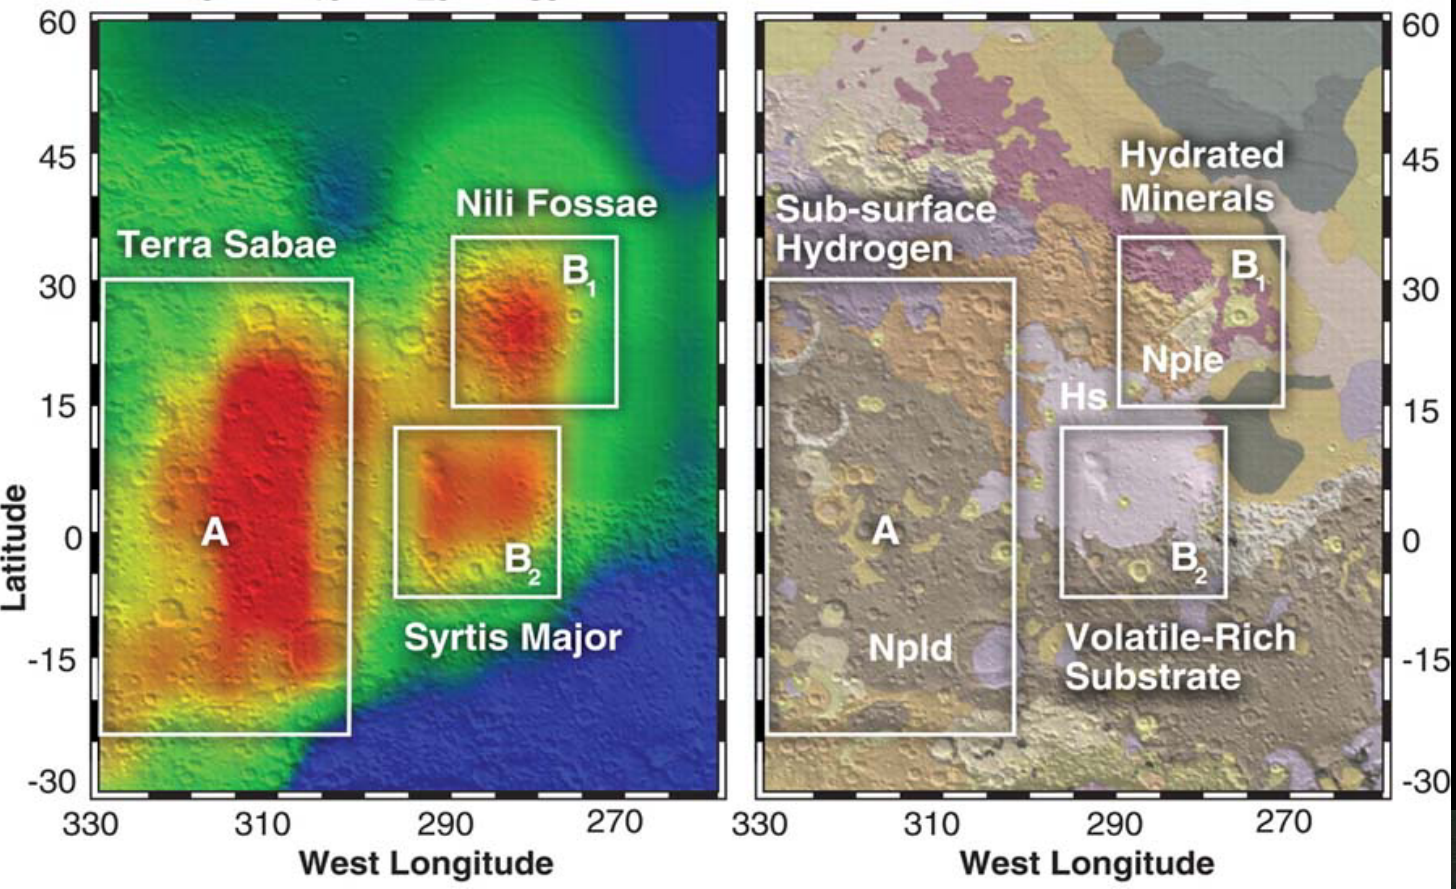 60
45
30
15
0
-15
-30
Latitude
Terra Sabae
Nili Fossae
B1
A
B2
Syrtis Major
330
310
290
270
West Longitude
Hydrated
Minerals
Sub-surface
Hydrogen
B1
Nple
Hs
A
B2
Npld
Volatile-Rich
Substrate
60
45
30
15
0
-15
-30
330
310
290
270
West Longitude